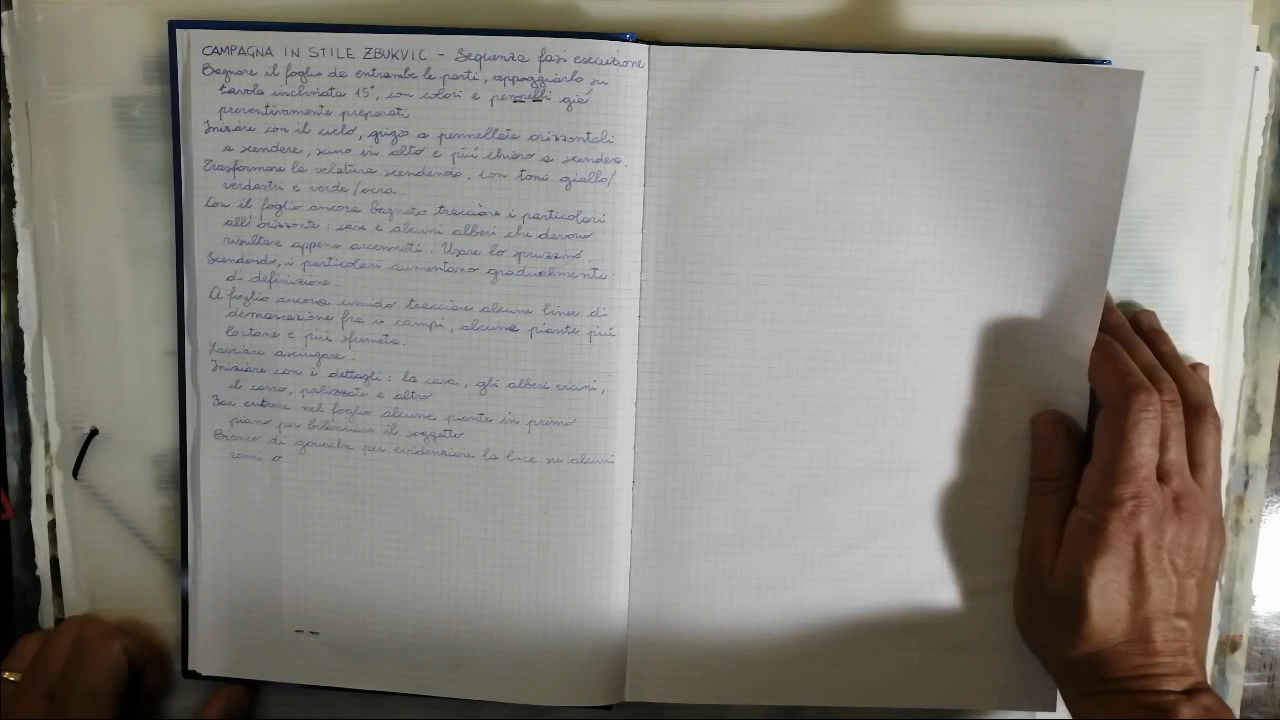 CAMPAGNA IN STILE ZBUKVIC - Sequenza fasi esecuzione
Bagnare il foglio da entrambe le parti, appoggiarlo su
tavola inclinata 15°, con colori e pennelli già
preventivamente preparati
Iniziare con il cielo, grigio a pennellate orizzontali
a scendere, scuro in alto e più chiaro a scendere.
Trasformare la velatura scendendo, con toni giallo/
verdastri e verde/ocra.
Con il foglio ancora bagnato tracciare i particolari
all'orizzonte: case e alcuni alberi che devono
risultare appena accennati. Usare lo spruzzino.
Scendendo, i particolari aumentano gradualmente
di definizione.
A foglio ancora umido tracciare alcune linee di
demarcazione fra i campi, alcune piante più
lontane e più sfumate.
Lasciare asciugare.
Iniziare con i dettagli: la casa, gli alberi vicini,
il carro, palizzate e altro
Far entrare nel foglio alcune piante in primo
piano per bilanciare il soggetto
Bianco di gouache per evidenziare la luce su alcuni
rami o